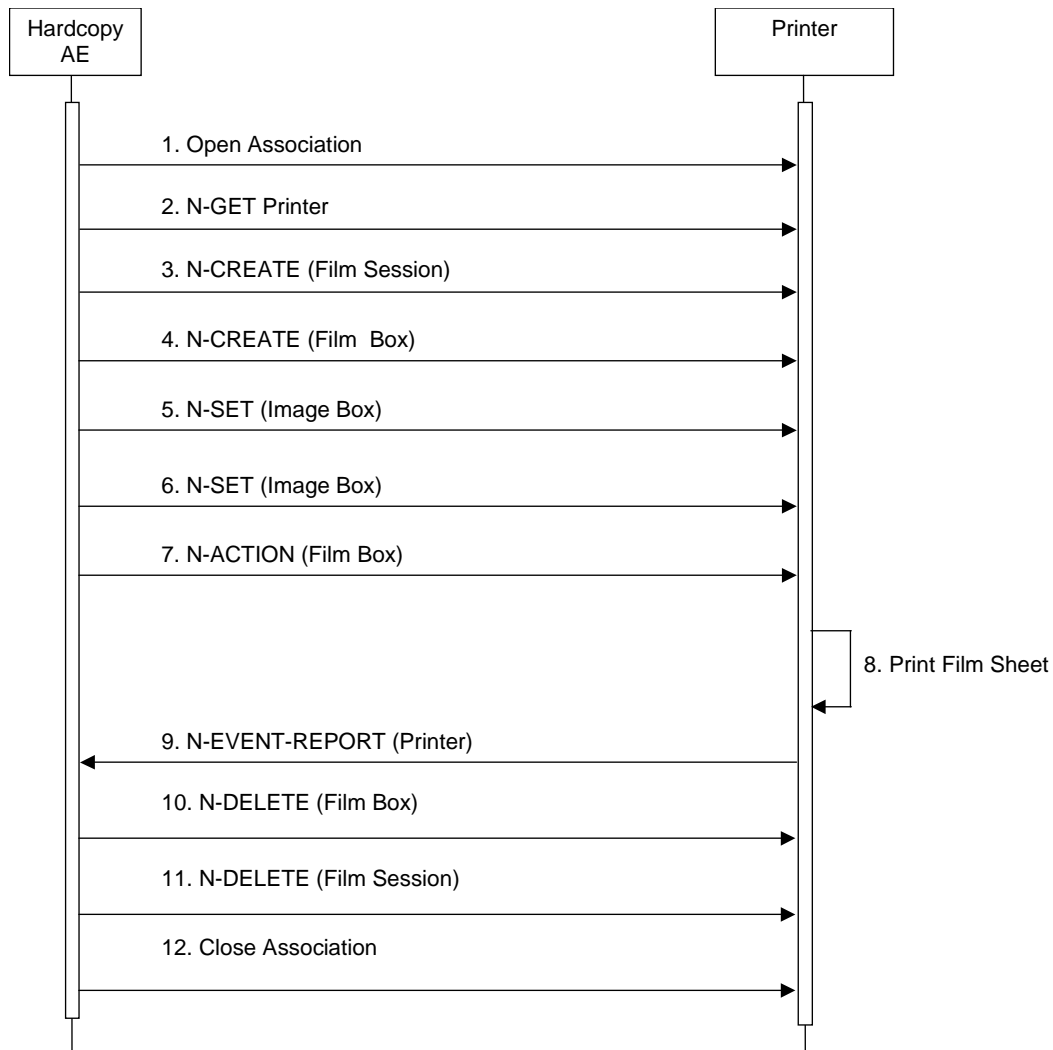 Hardcopy
AE
Printer
1. Open Association
2. N-GET Printer
3. N-CREATE (Film Session)
4. N-CREATE (Film  Box)
5. N-SET (Image Box)
6. N-SET (Image Box)
7. N-ACTION (Film Box)
8. Print Film Sheet
9. N-EVENT-REPORT (Printer)
10. N-DELETE (Film Box)
11. N-DELETE (Film Session)
12. Close Association